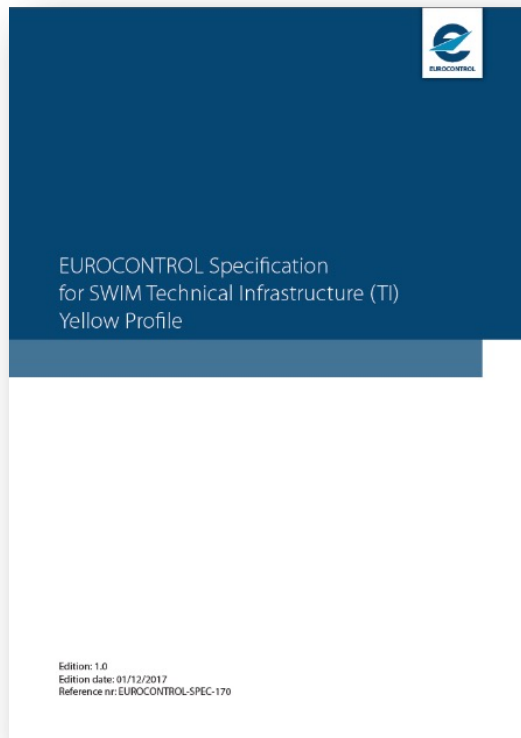 EUROCONTROL
EUROCONTROL Specification
for SWIM Technical Infrastructure (TI)
Yellow Profile
Edition: 1.0
Edition date: 01/12/2017
Reference nr: EUROCONTROL-SPEC-170